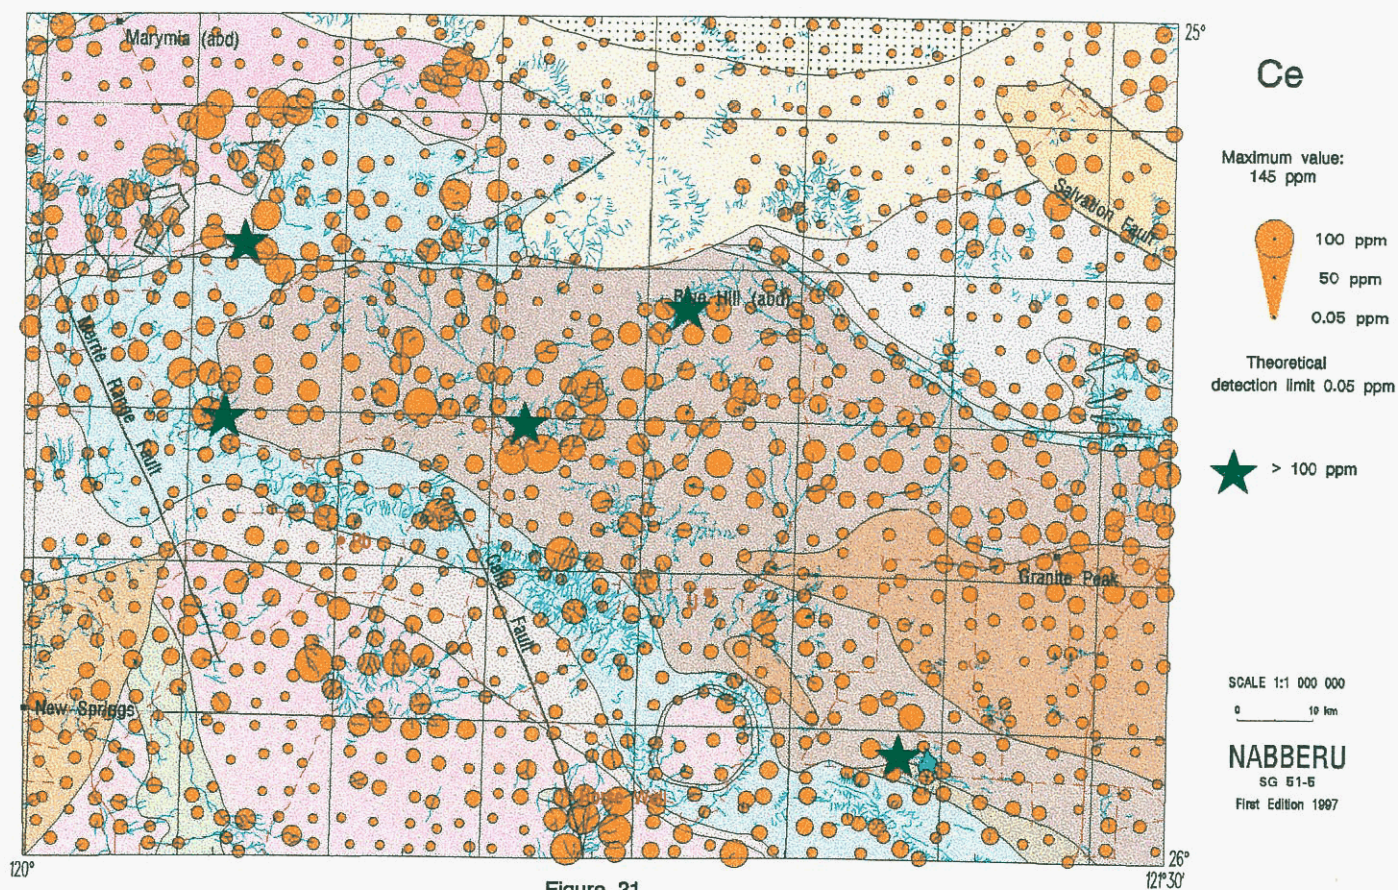 Marymia (abd)
25°
Ce
Maximum value:
145 ppm
100 ppm
50 ppm
0.05 ppm
Theoretical
detection limit 0.05 ppm
> 100 ppm
Salvation Fault
Hill (abd)
Merrie Range Fault
Fault
Granite Peak
New Springs
SCALE 1:1 000 000
0 10 km
NABBERU
SG 51-5
First Edition 1997
120°
26°
121°30'
Figure 21